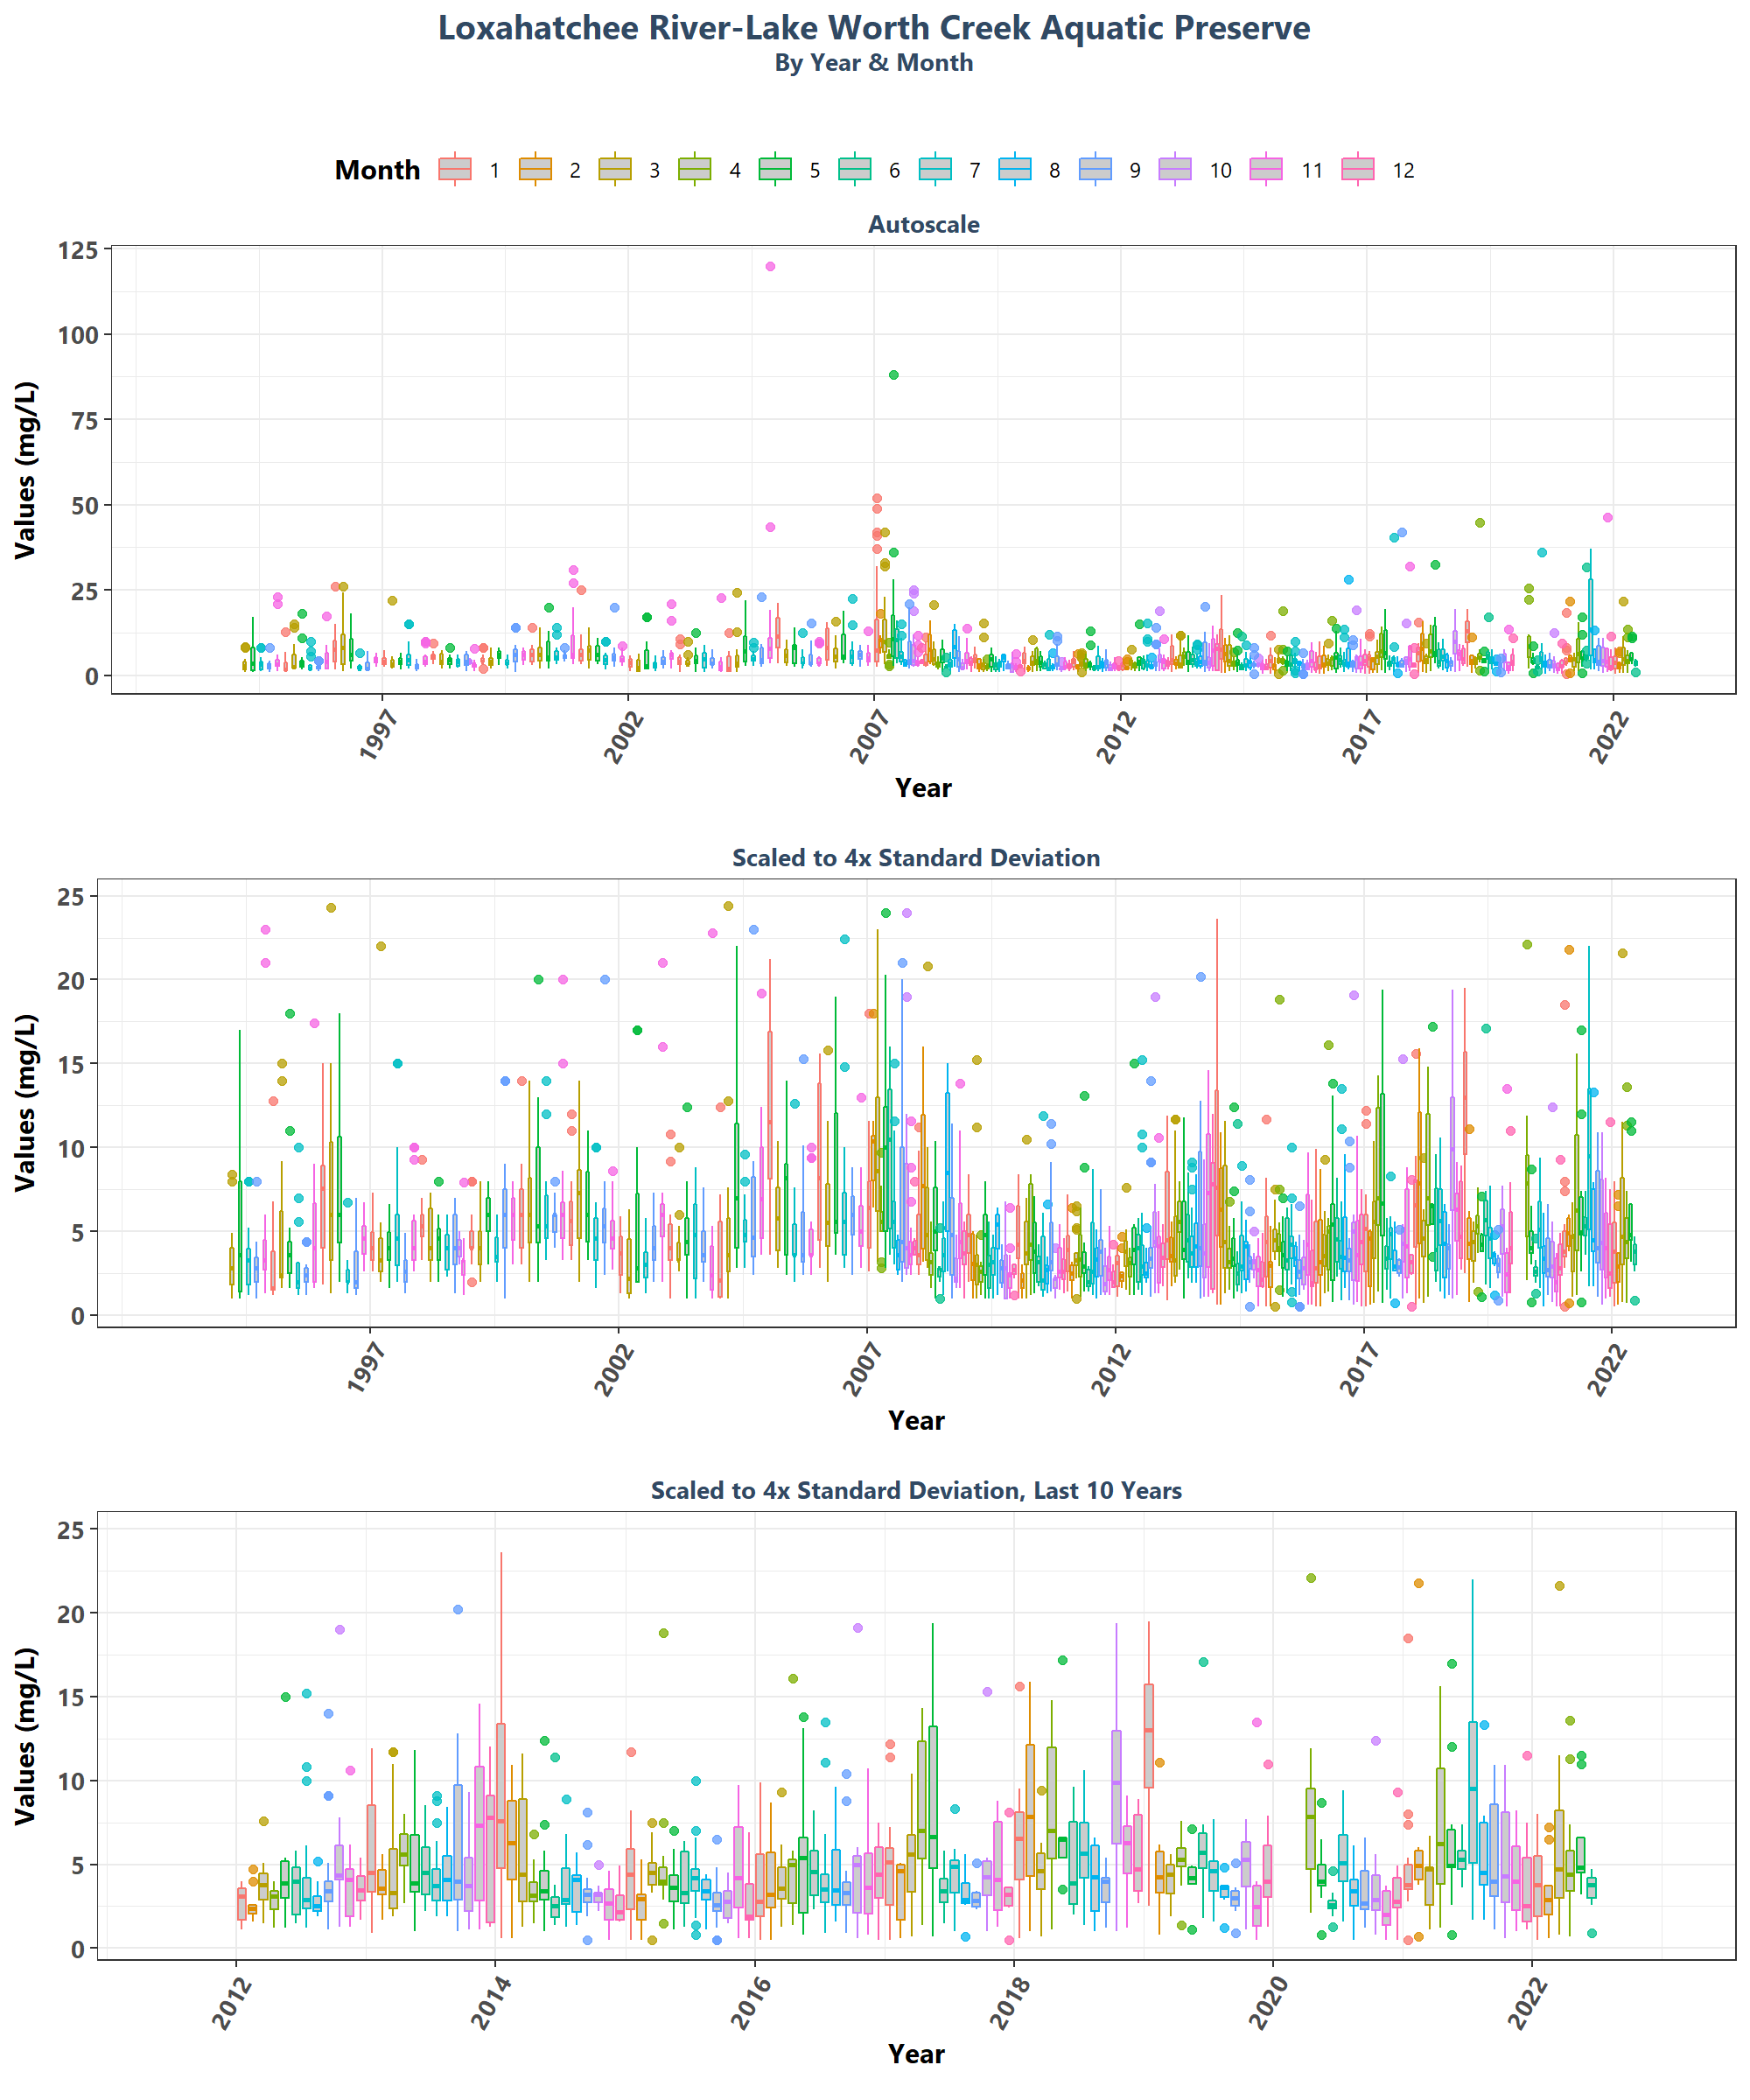 Loxahatchee River-Lake Worth Creek Aquatic Preserve
By Year & Month
Month 1 2 3 4 5 6 7 8 9 10 11 12
Autoscale
125
100
75
50
25
0
Values (mg/L)
1997 2002 2007 2012 2017 2022
Year
Scaled to 4x Standard Deviation
25
20
15
10
5
0
Values (mg/L)
1997 2002 2007 2012 2017 2022
Year
Scaled to 4x Standard Deviation, Last 10 Years
25
20
15
10
5
0
Values (mg/L)
2012 2014 2016 2018 2020 2022
Year